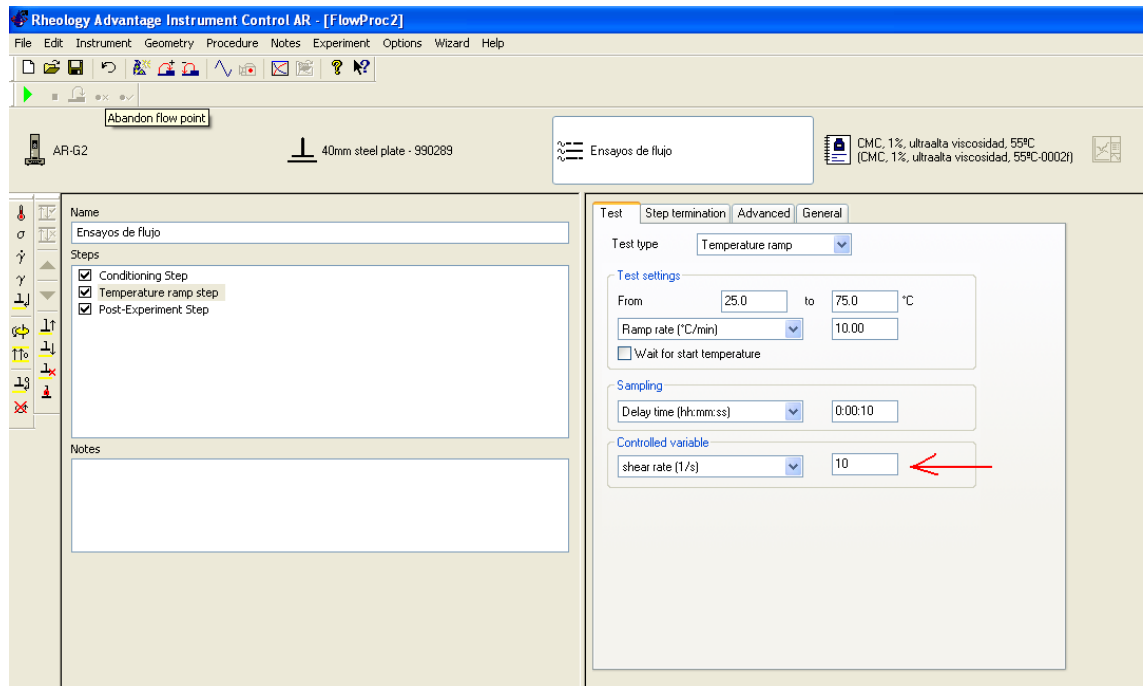 Rheology Advantage Instrument Control AR - [FlowProc2]
File Edit Instrument Geometry Procedure Notes Experiment Options Wizard Help
Abandon flow point
AR-G2
40mm steel plate - 990289
Ensayos de flujo
CMC, 1%, ultraalta viscosidad, 55ºC
(CMC, 1%, ultraalta viscosidad, 55ºC-0002f)
Name
Ensayos de flujo
Steps
Conditioning Step
Temperature ramp step
Post-Experiment Step
Notes
Test Step termination Advanced General
Test type Temperature ramp
Test settings
From 25.0 to 75.0 °C
Ramp rate (°C/min) 10.00
Wait for start temperature
Sampling
Delay time (hh:mm:ss) 0:00:10
Controlled variable
shear rate (1/s) 10